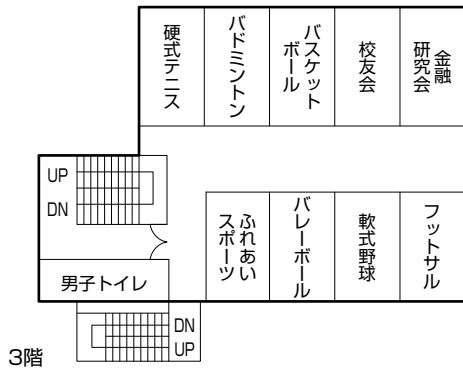 硬式テニス
バドミントン
バスケット
ボール
校友会
金融
研究会
UP
DN
男子トイレ
ふれあい
スポーツ
バレーボール
軟式野球
フットサル
DN
UP
3階